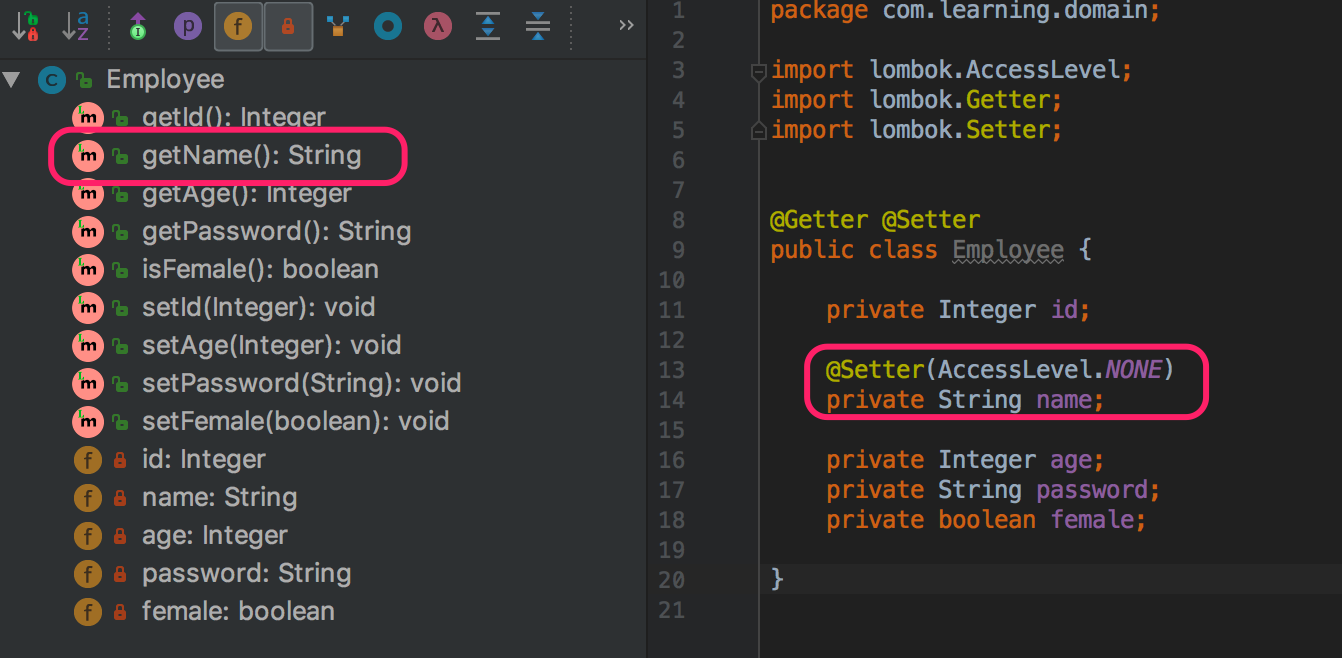 Employee
getId(): Integer
getName(): String
getAge(): Integer
getPassword(): String
isFemale(): boolean
setId(Integer): void
setAge(Integer): void
setPassword(String): void
setFemale(boolean): void
id: Integer
name: String
age: Integer
password: String
female: boolean
1 package com.learning.domain;
2
3 import lombok.AccessLevel;
4 import lombok.Getter;
5 import lombok.Setter;
6
7
8 @Getter @Setter
9 public class Employee {
10
11 private Integer id;
12
13 @Setter(AccessLevel.NONE)
14 private String name;
15
16 private Integer age;
17 private String password;
18 private boolean female;
19
20 }
21